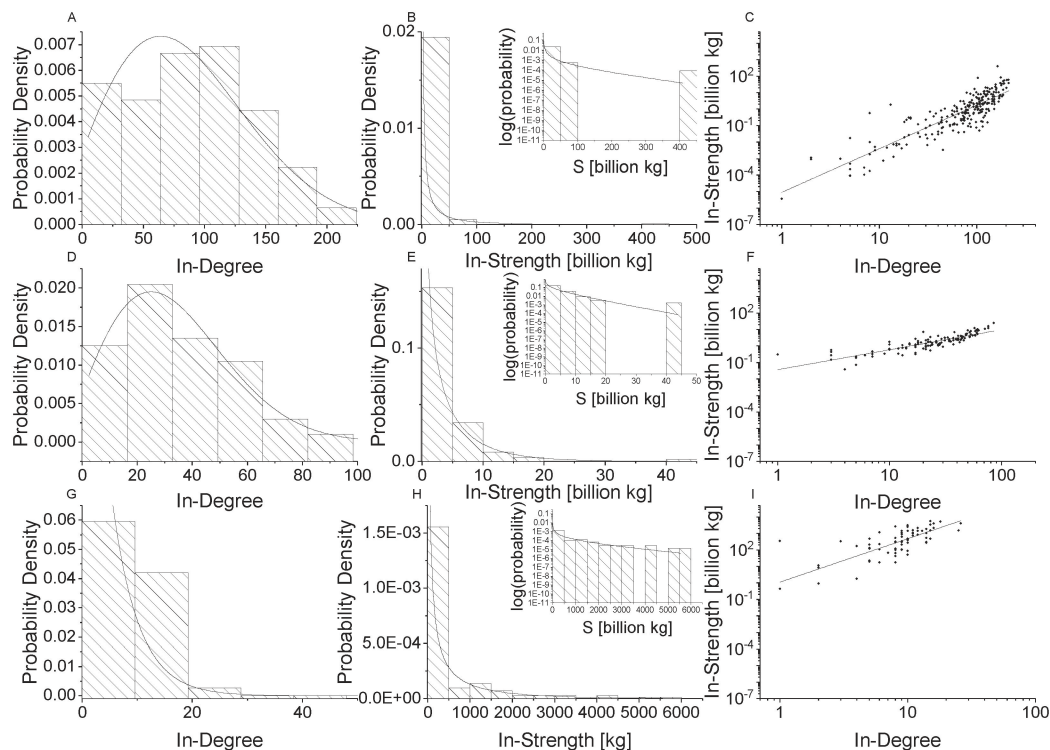 A
Probability Density
0.007
0.006
0.005
0.004
0.003
0.002
0.001
0.000
0 50 100 150 200
In-Degree
B
Probability Density
0.02
0.01
0.00
0 100 200 300 400 500
In-Strength [billion kg]
log(probability)
0.1
0.01
1E-3
1E-4
1E-5
1E-6
1E-7
1E-8
1E-9
1E-10
1E-11
0 100 200 300 400
S [billion kg]
C
In-Strength [billion kg]
10^2
10^-1
10^-4
10^-7
1 10 100
In-Degree
D
Probability Density
0.020
0.015
0.010
0.005
0.000
0 20 40 60 80 100
In-Degree
E
Probability Density
0.1
0.0
0 10 20 30 40
In-Strength [billion kg]
log(probability)
0.1
0.01
1E-3
1E-4
1E-5
1E-6
1E-7
1E-8
1E-9
1E-10
1E-11
0 10 20 30 40 50
S [billion kg]
F
In-Strength [billion kg]
10^2
10^-1
10^-4
10^-7
1 10 100
In-Degree
G
Probability Density
0.06
0.05
0.04
0.03
0.02
0.01
0.00
0 20 40
In-Degree
H
Probability Density
1.5E-03
1.0E-03
5.0E-04
0.0E+00
0 1000 2000 3000 4000 5000 6000
In-Strength [kg]
log(probability)
0.1
0.01
1E-3
1E-4
1E-5
1E-6
1E-7
1E-8
1E-9
1E-10
1E-11
0 1000 2000 3000 4000 5000 6000
S [billion kg]
I
In-Strength [billion kg]
10^2
10^-1
10^-4
10^-7
1 10 100
In-Degree